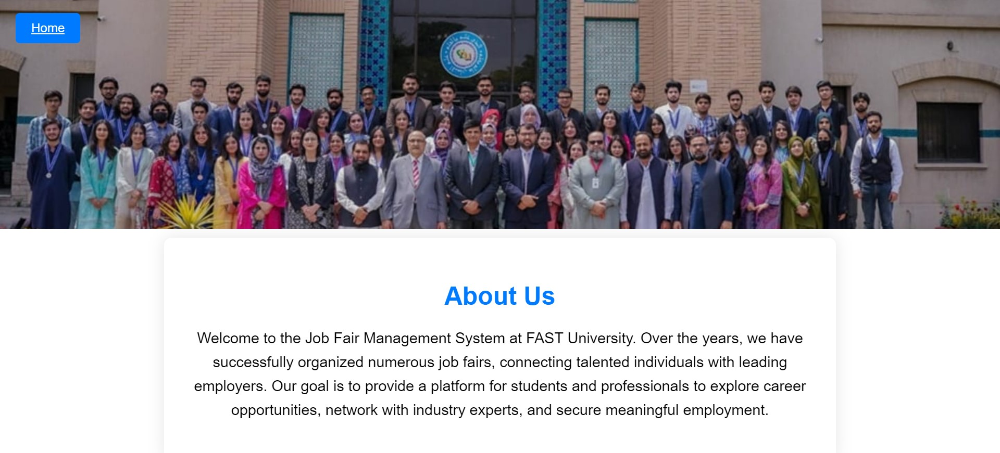 Home
About Us
Welcome to the Job Fair Management System at FAST University. Over the years, we have
successfully organized numerous job fairs, connecting talented individuals with leading
employers. Our goal is to provide a platform for students and professionals to explore career
opportunities, network with industry experts, and secure meaningful employment.